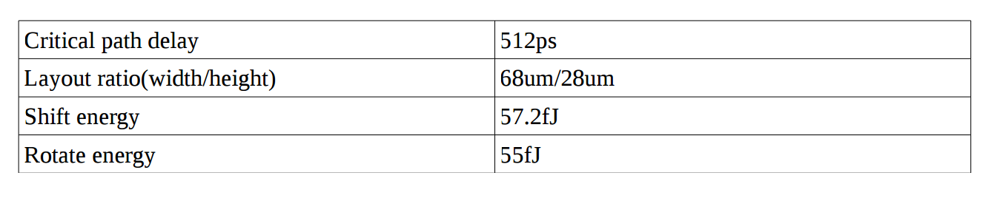 Critical path delay 512ps
Layout ratio(width/height) 68um/28um
Shift energy 57.2fJ
Rotate energy 55fJ